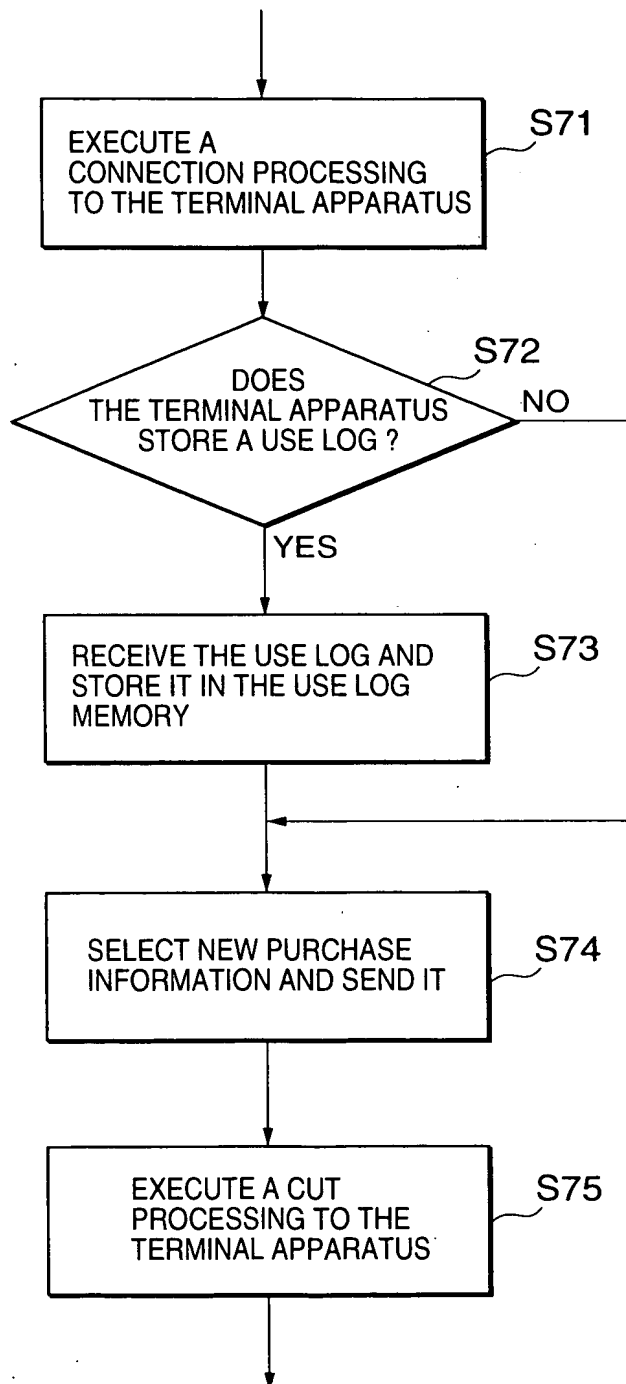 S71
EXECUTE A
CONNECTION PROCESSING
TO THE TERMINAL APPARATUS
S72
DOES
THE TERMINAL APPARATUS
STORE A USE LOG ?
NO
YES
S73
RECEIVE THE USE LOG AND
STORE IT IN THE USE LOG
MEMORY
S74
SELECT NEW PURCHASE
INFORMATION AND SEND IT
S75
EXECUTE A CUT
PROCESSING TO THE
TERMINAL APPARATUS